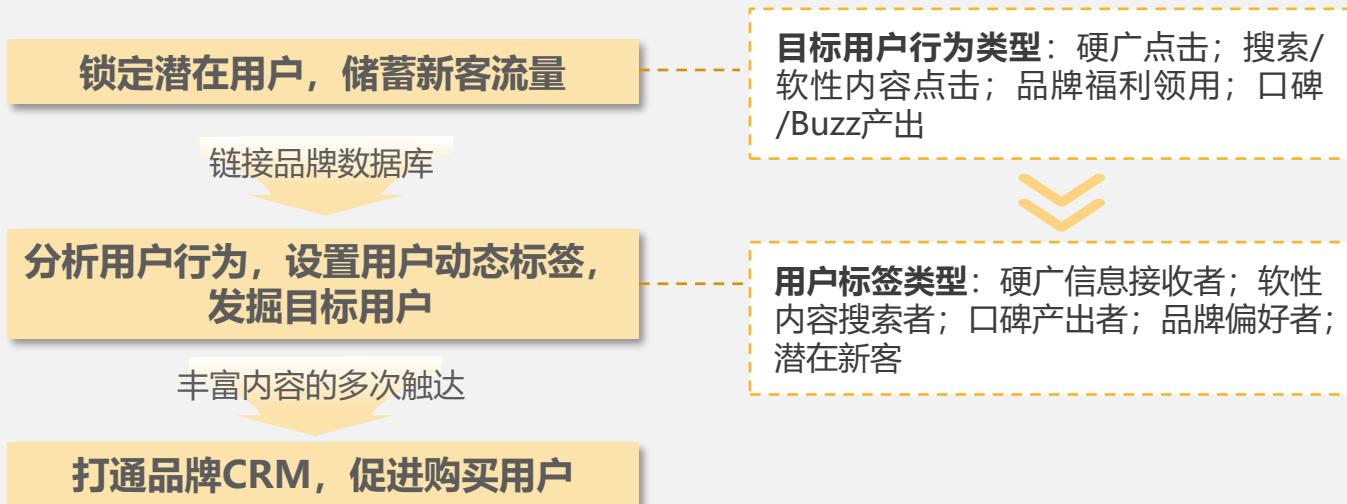 锁定潜在用户，储蓄新客流量
目标用户行为类型：硬广点击；搜索/
软性内容点击；品牌福利领用；口碑
/Buzz产出
链接品牌数据库
分析用户行为，设置用户动态标签，
发掘目标用户
用户标签类型：硬广信息接收者；软性
内容搜索者；口碑产出者；品牌偏好者；
潜在新客
丰富内容的多次触达
打通品牌CRM，促进购买用户